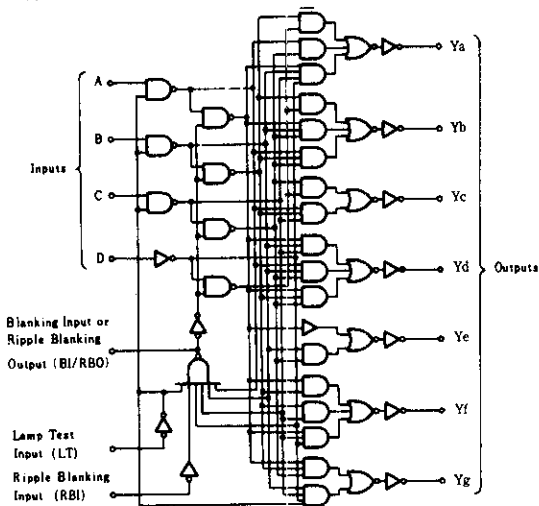 Ya
A
B
Yb
Inputs
C
Yc
D
Yd
Outputs
Blanking Input or
Ripple Blanking
Output (BI/RBO)
Ye
Lamp Test
Input (LT)
Yf
Ripple Blanking
Input (RBI)
Yg